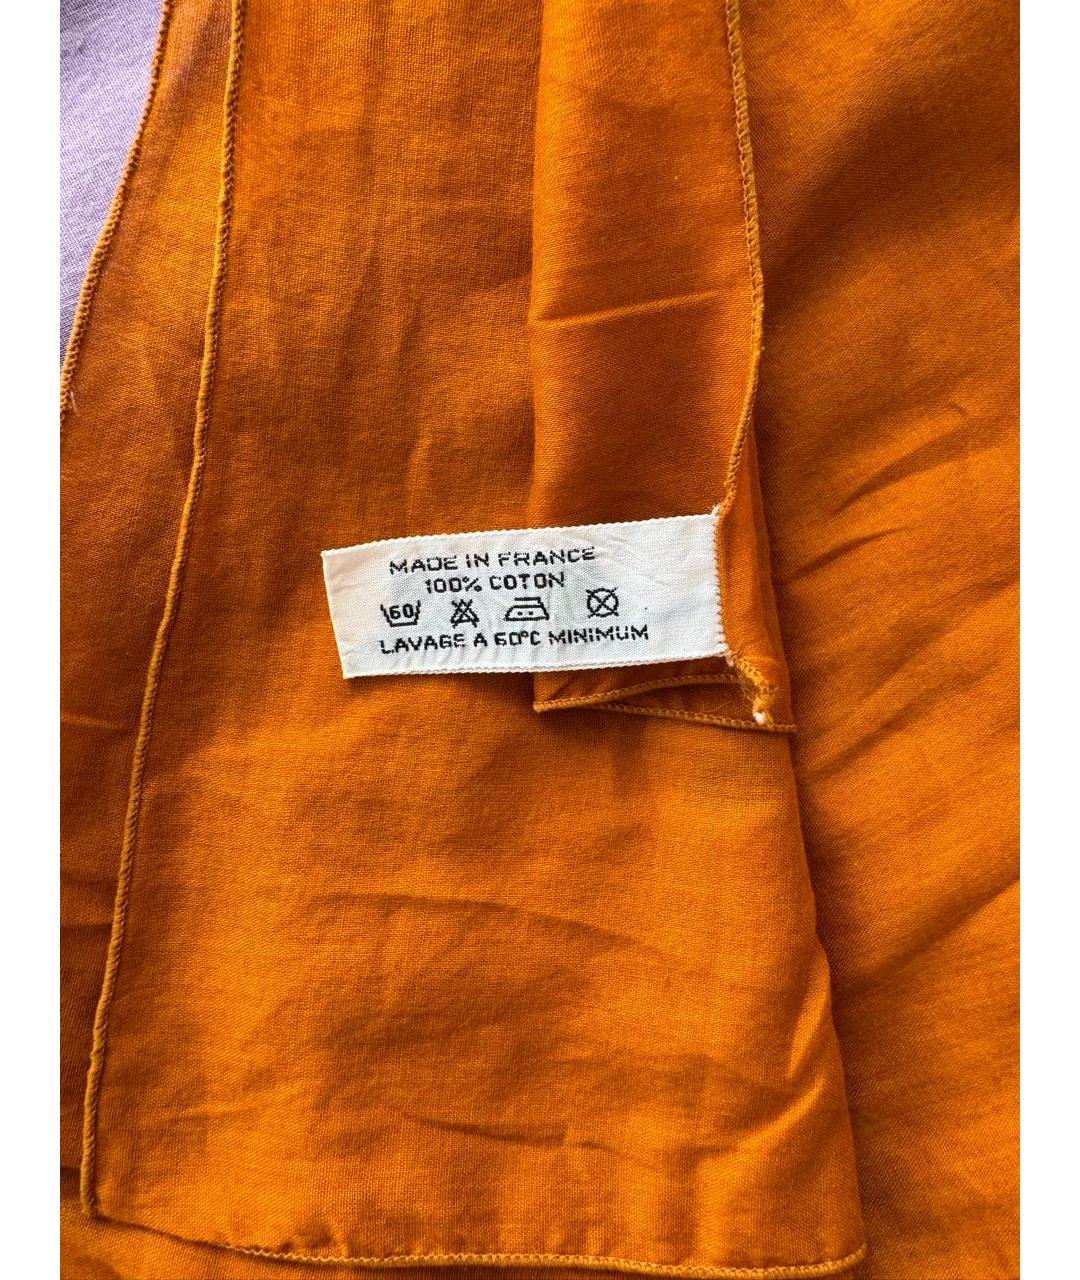 MADE IN FRANCE
100% COTON
60
LAVAGE A 60°C MINIMUM